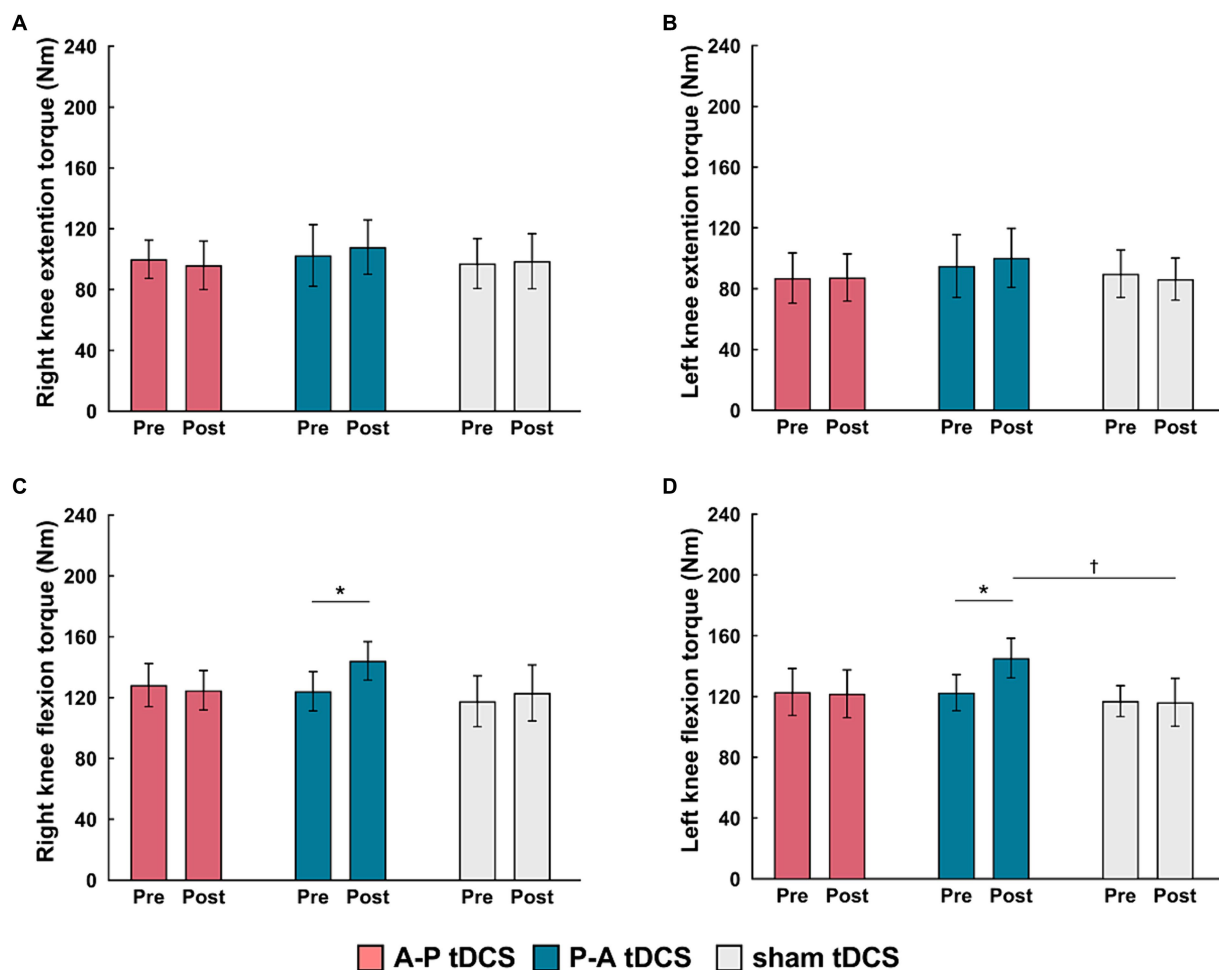 A
Right knee extention torque (Nm)
240
200
160
120
80
40
0
Pre Post Pre Post Pre Post
B
Left knee extention torque (Nm)
240
200
160
120
80
40
0
Pre Post Pre Post Pre Post
C
Right knee flexion torque (Nm)
240
200
160
120
80
40
0
*
Pre Post Pre Post Pre Post
D
Left knee flexion torque (Nm)
240
200
160
120
80
40
0
†
*
Pre Post Pre Post Pre Post
A-P tDCS P-A tDCS sham tDCS